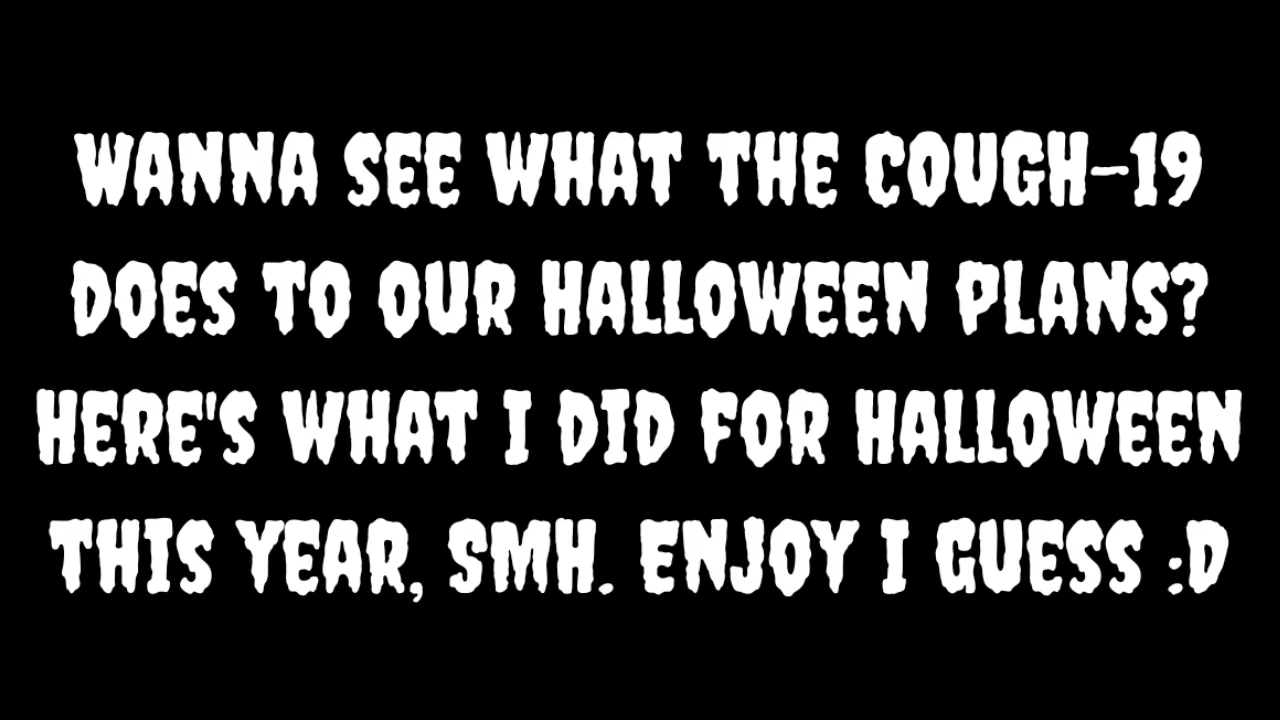 WANNA SEE WHAT THE COUGH-19
DOES TO OUR HALLOWEEN PLANS?
HERE'S WHAT I DID FOR HALLOWEEN
THIS YEAR, SMH. ENJOY I GUESS :D